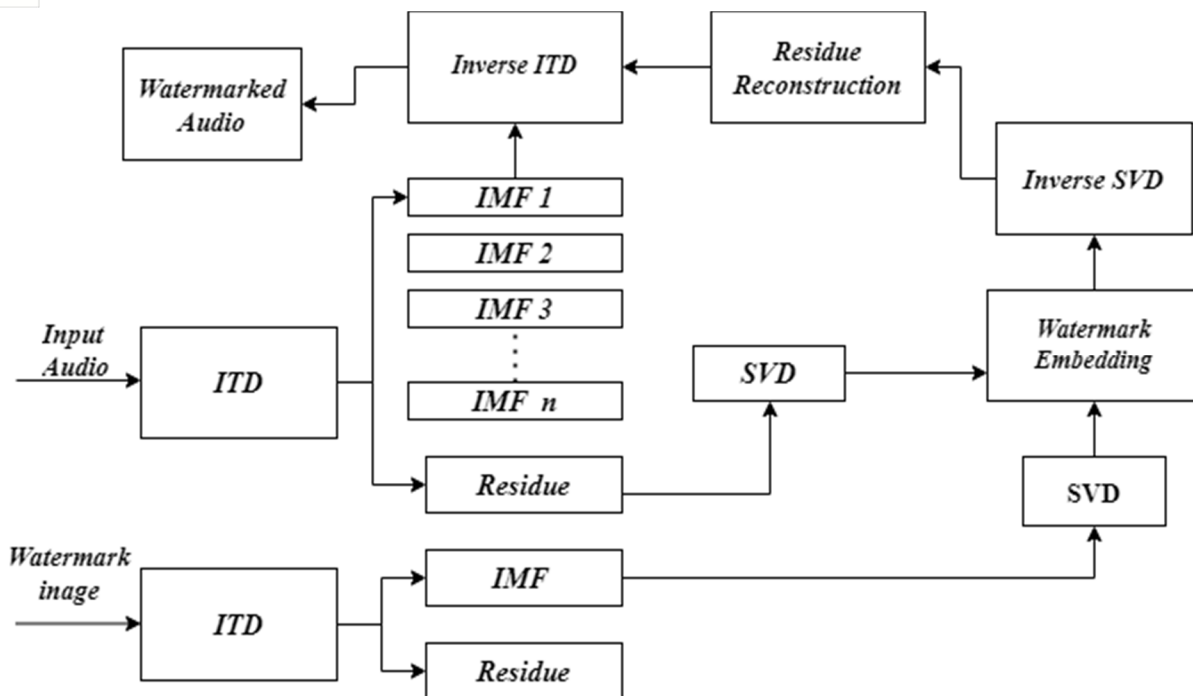 Watermarked
Audio
Inverse ITD
Residue
Reconstruction
Inverse SVD
IMF 1
IMF 2
IMF 3
IMF n
Input
Audio
ITD
SVD
Watermark
Embedding
Residue
SVD
Watermark
inage
ITD
IMF
Residue